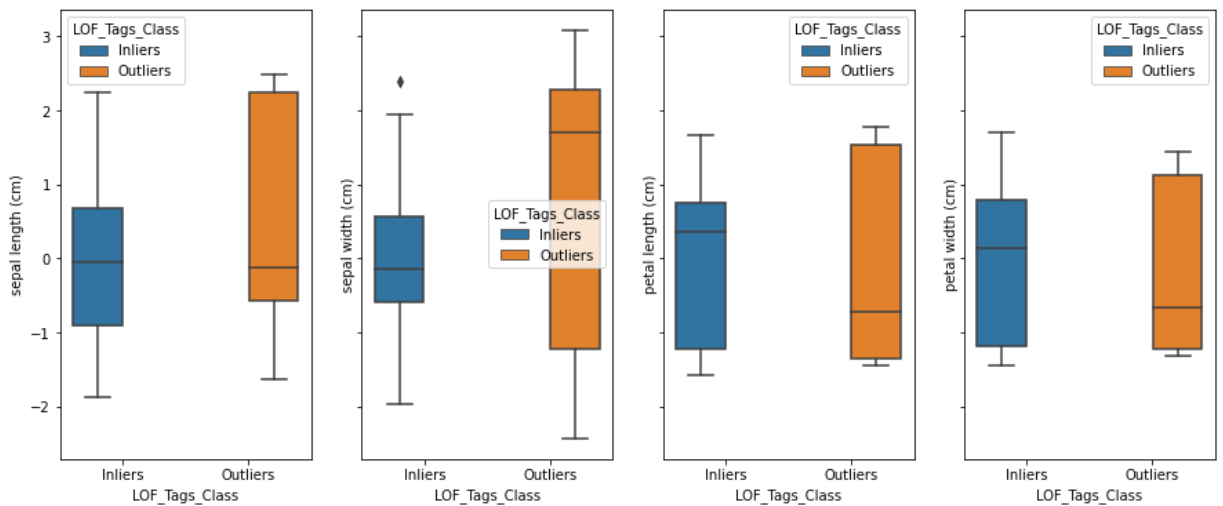 LOF_Tags_Class
Inliers
Outliers
3
2
1
0
−1
−2
sepal length (cm)
Inliers
Outliers
LOF_Tags_Class
LOF_Tags_Class
Inliers
Outliers
sepal width (cm)
Inliers
Outliers
LOF_Tags_Class
LOF_Tags_Class
Inliers
Outliers
petal length (cm)
Inliers
Outliers
LOF_Tags_Class
LOF_Tags_Class
Inliers
Outliers
petal width (cm)
Inliers
Outliers
LOF_Tags_Class